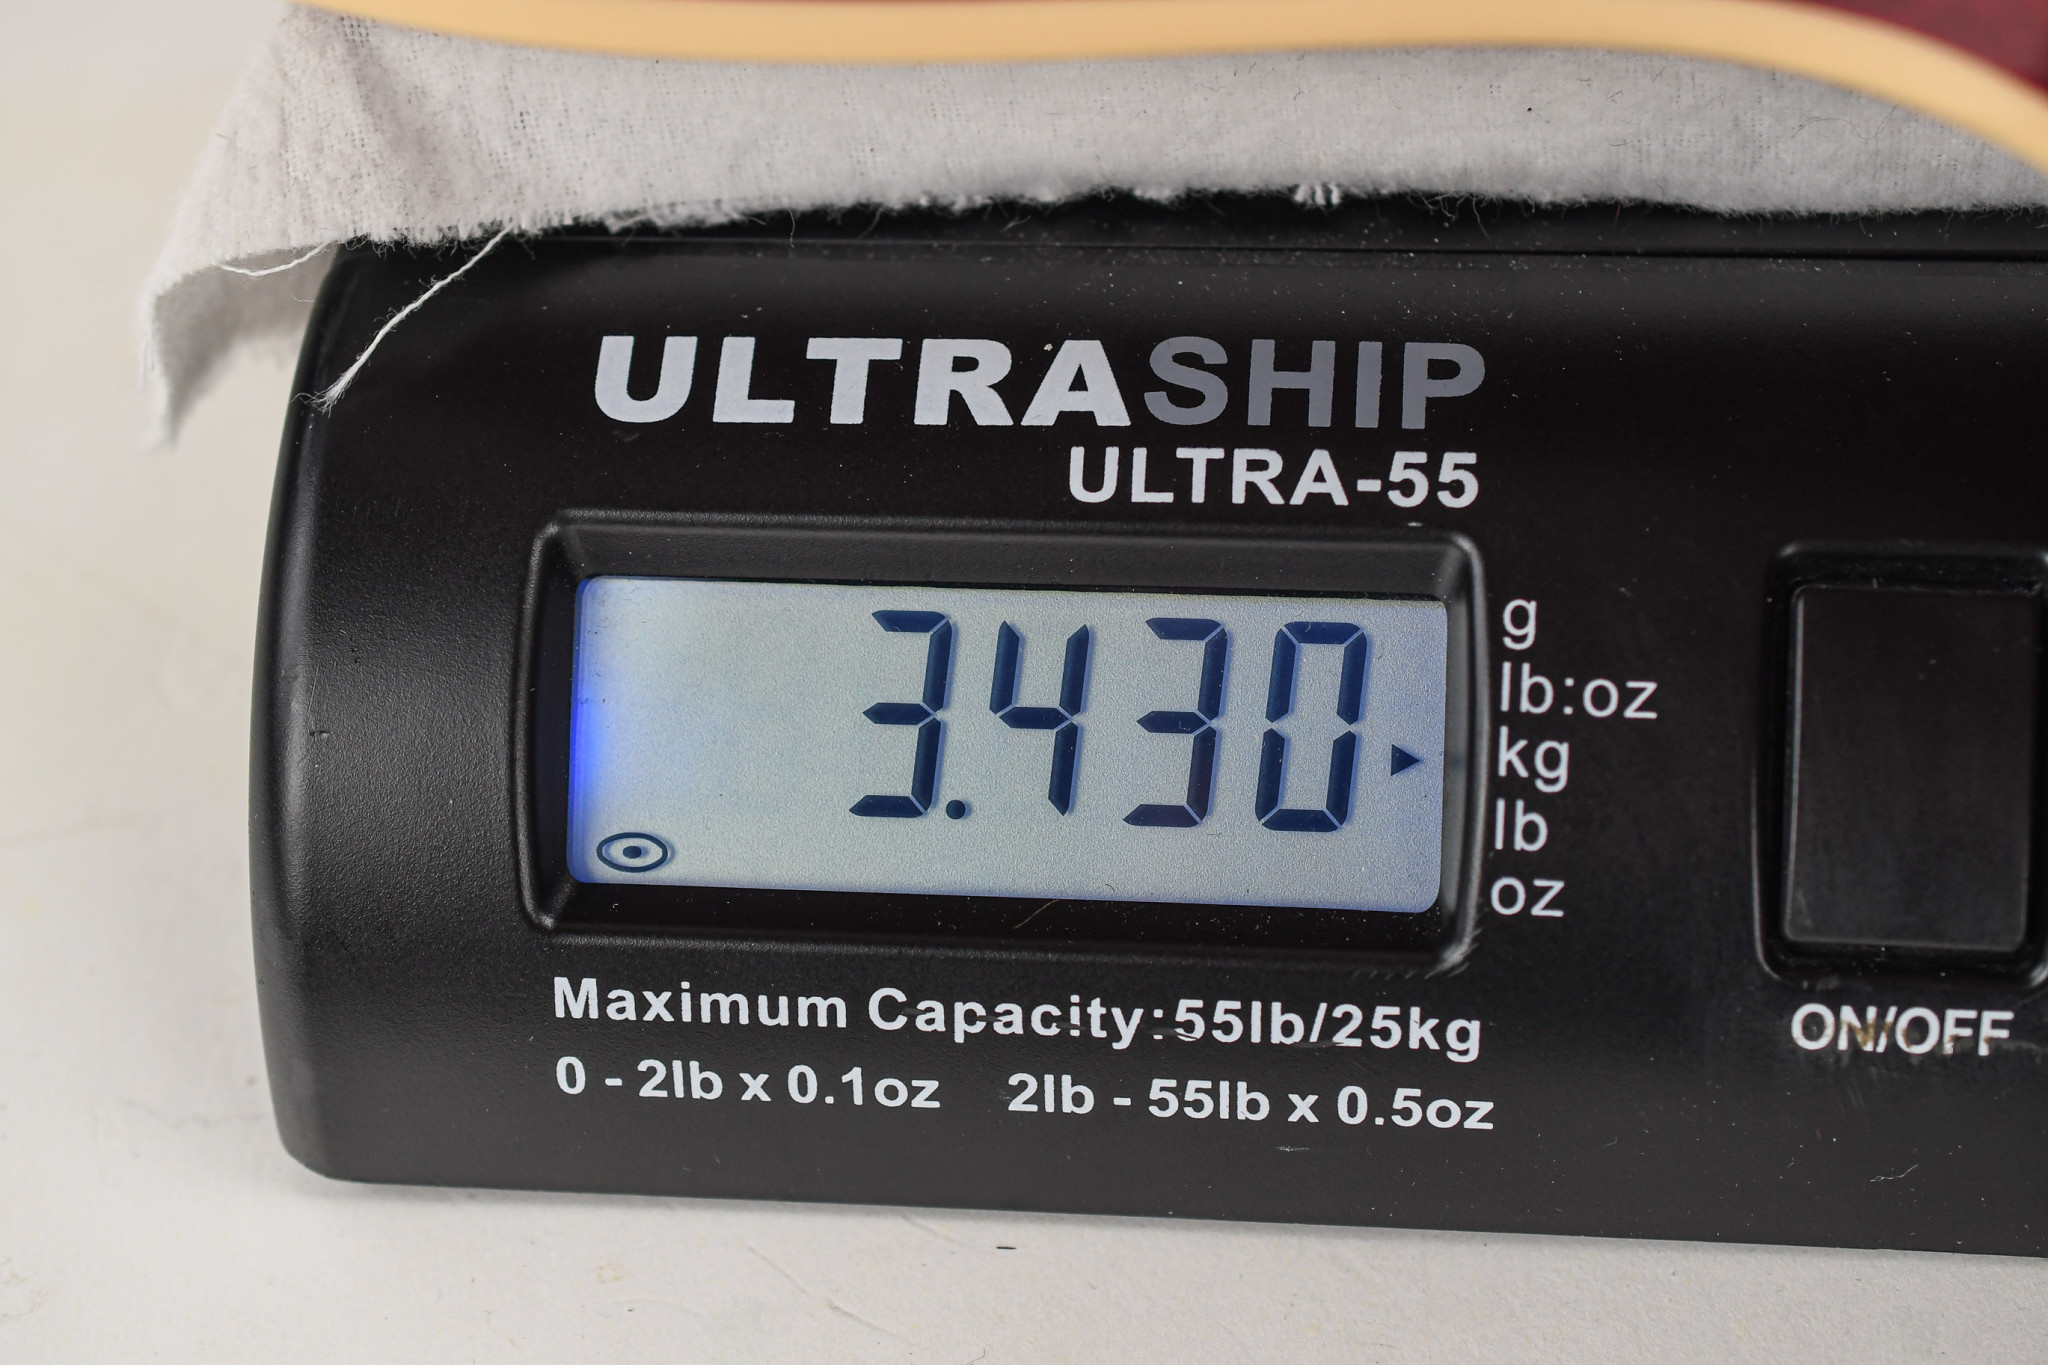 ULTRASHIP
ULTRA-55
3.430
g
lb:oz
kg
lb
oz
Maximum Capacity:55lb/25kg
0 - 2lb x 0.1oz 2lb - 55lb x 0.5oz
ON/OFF